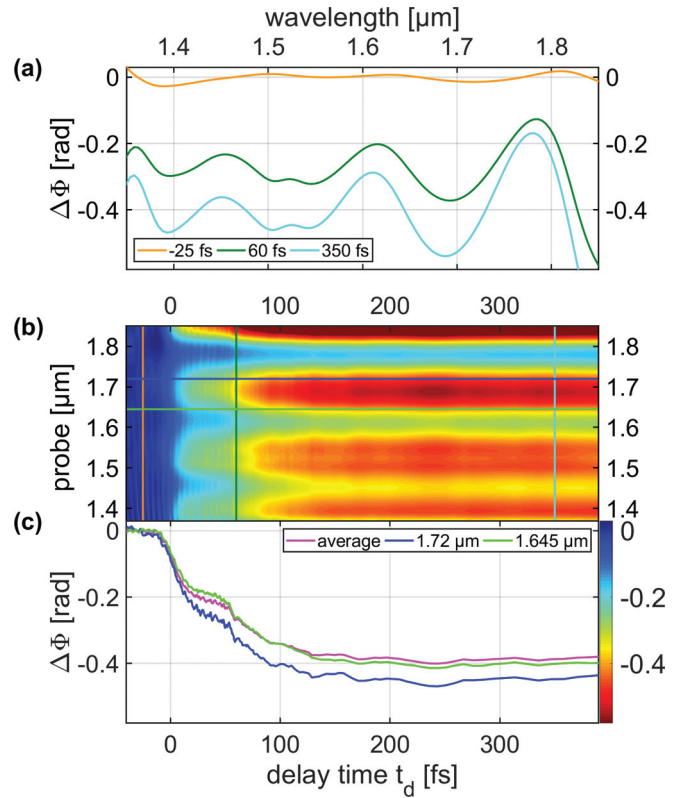 wavelength [µm]
1.4 1.5 1.6 1.7 1.8
(a)
0 0
-0.2 -0.2
-0.4 -0.4
ΔΦ [rad]
-25 fs 60 fs 350 fs
0 100 200 300
(b)
1.8 1.8
1.7 1.7
1.6 1.6
1.5 1.5
1.4 1.4
probe [µm]
(c)
average 1.72 µm 1.645 µm
0 0
-0.2 -0.2
-0.4 -0.4
ΔΦ [rad]
0 100 200 300
delay time t_d [fs]